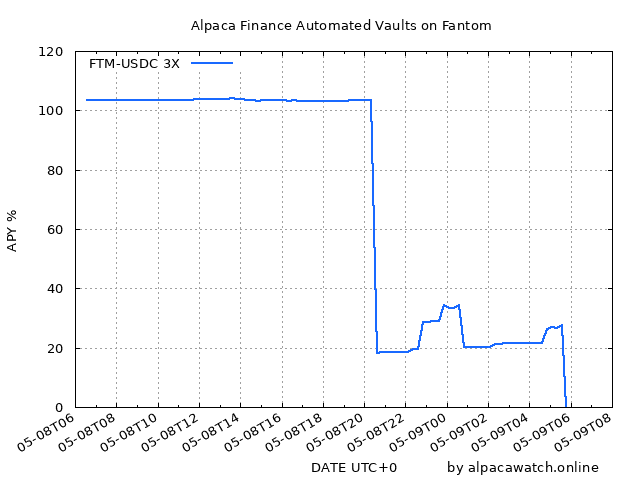 Alpaca Finance Automated Vaults on Fantom
FTM-USDC 3X
120
100
80
60
40
20
0
APY %
05-08T06
05-08T08
05-08T10
05-08T12
05-08T14
05-08T16
05-08T18
05-08T20
05-08T22
05-09T00
05-09T02
05-09T04
05-09T06
05-09T08
DATE UTC+0
by alpacawatch.online